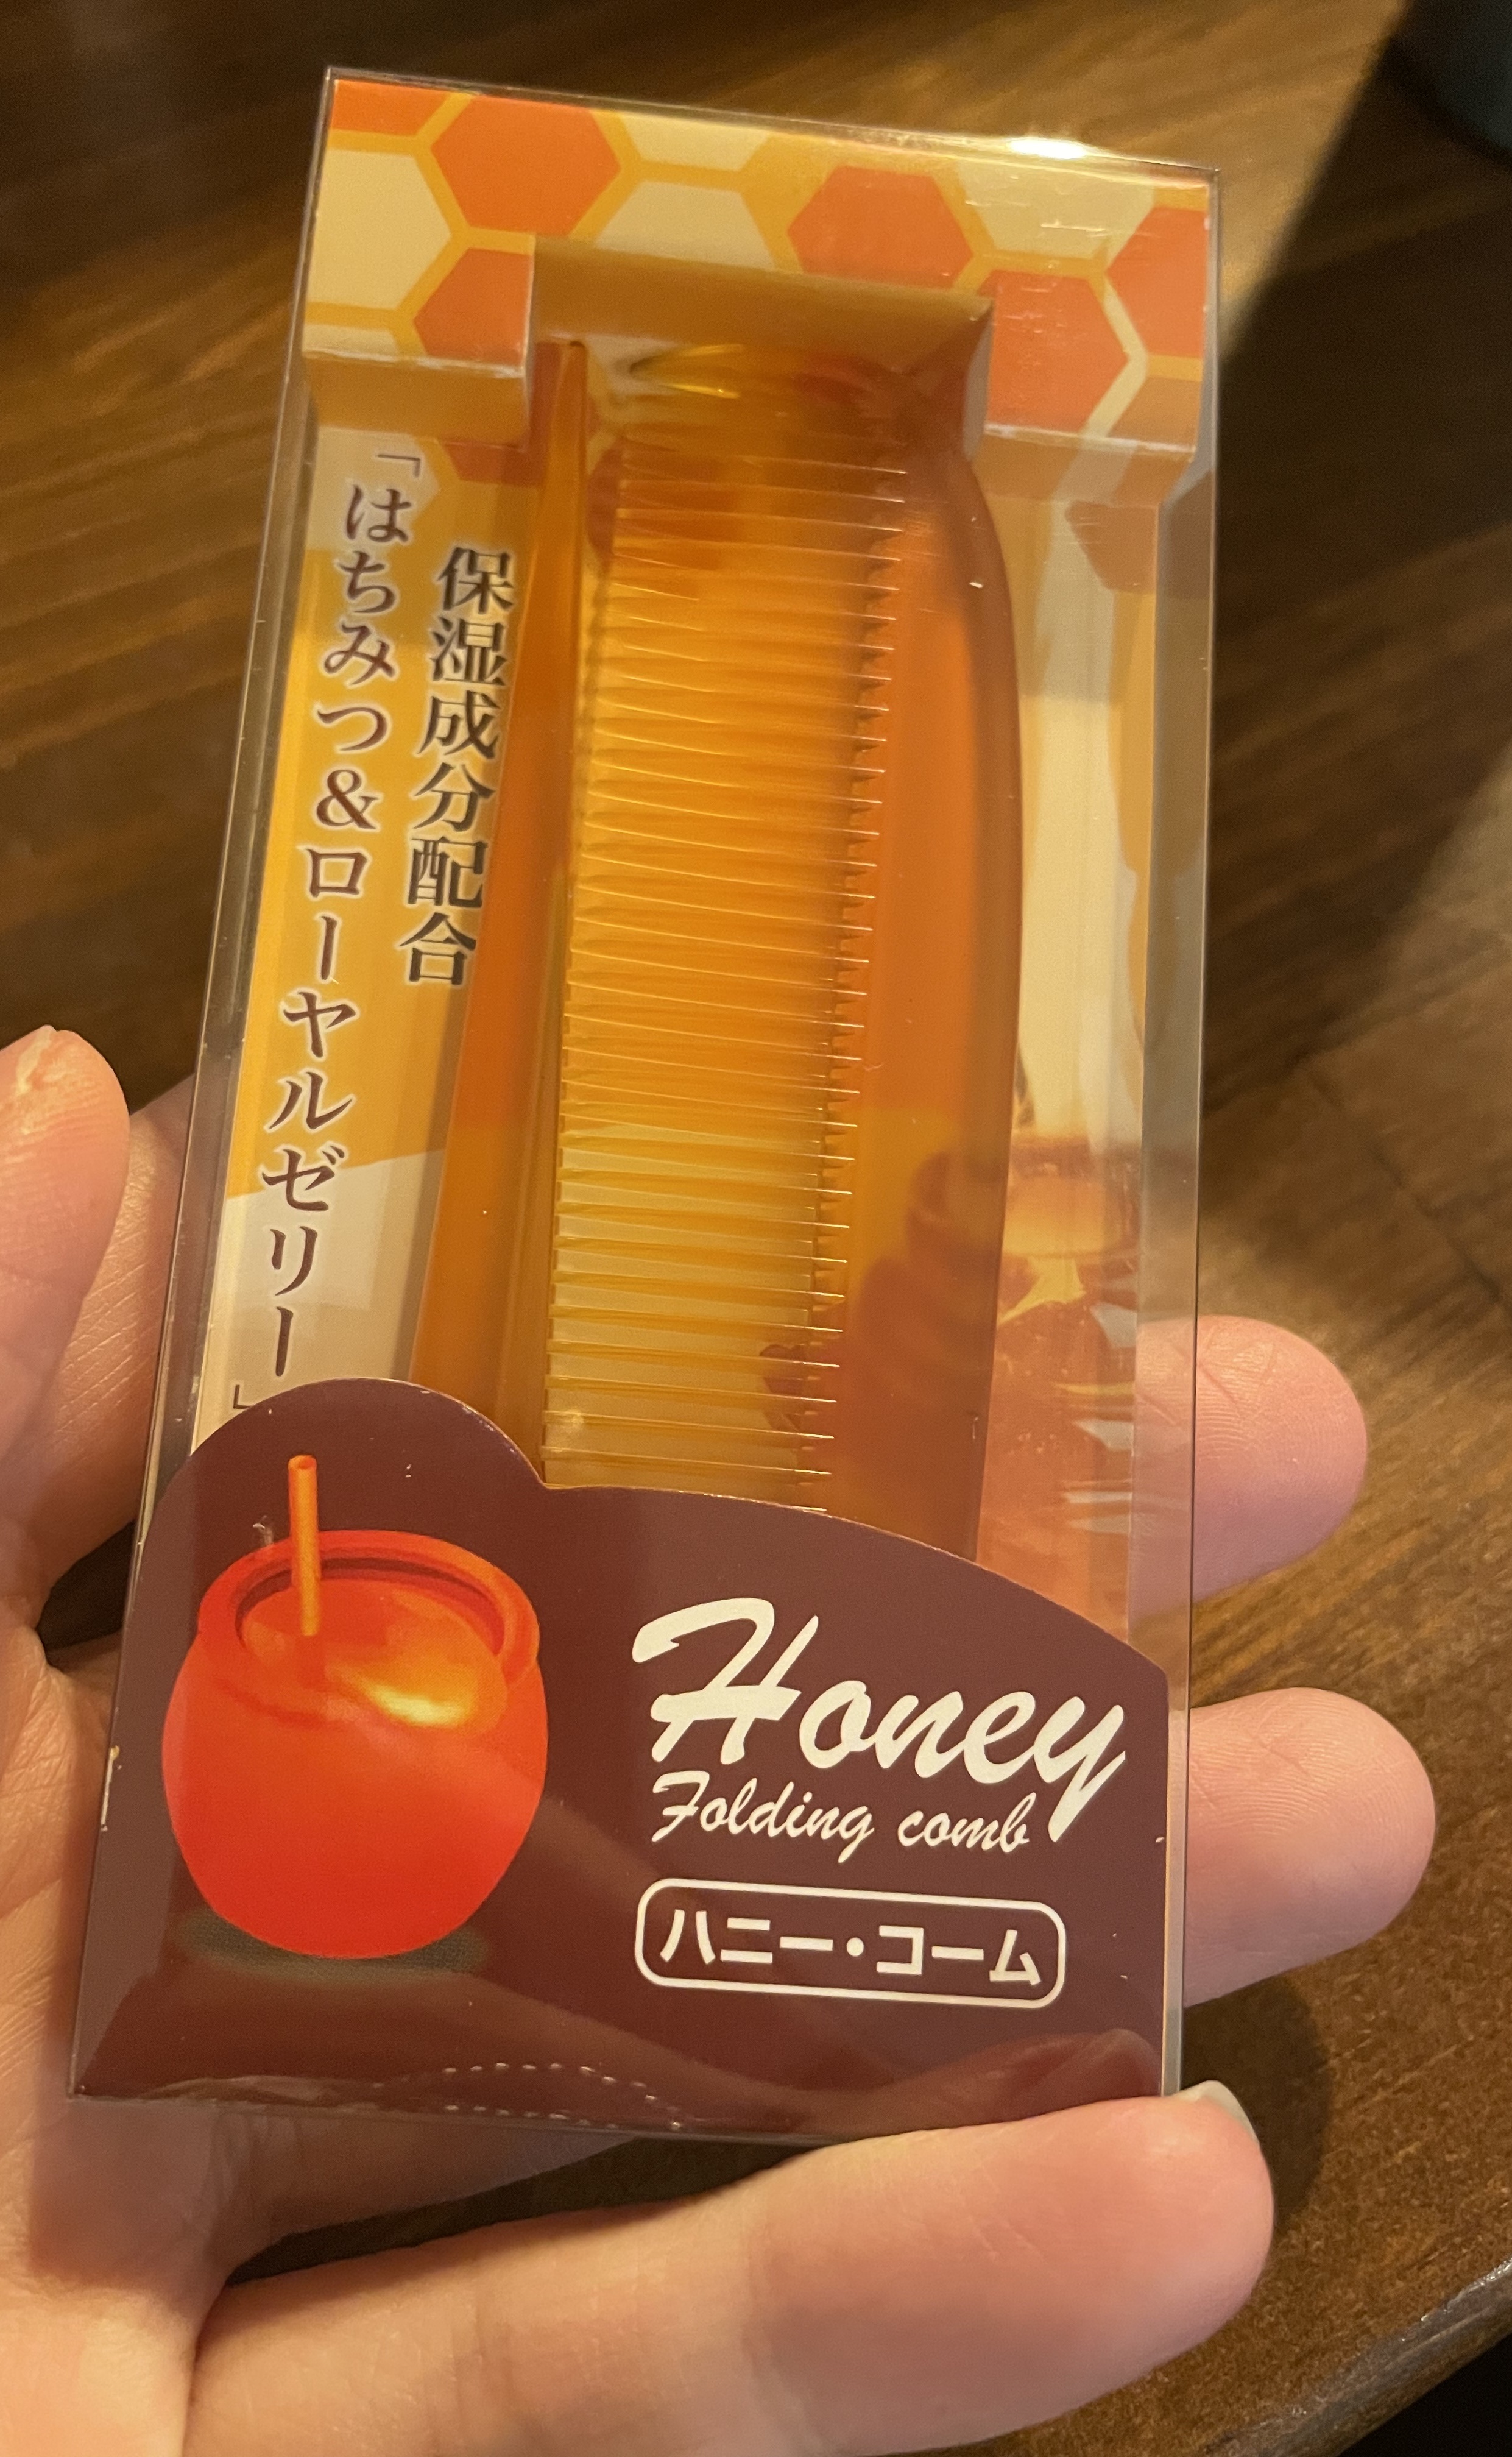 保湿成分配合
「はちみつ&ローヤルゼリー」
Honey
Folding comb
ハニー・コーム